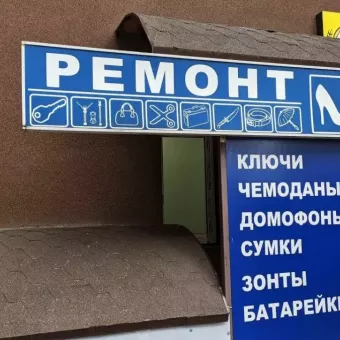 РЕМОНТ
КЛЮЧИ
ЧЕМОДАНЫ
ДОМОФОНЫ
СУМКИ
ЗОНТЫ
БАТАРЕЙКИ